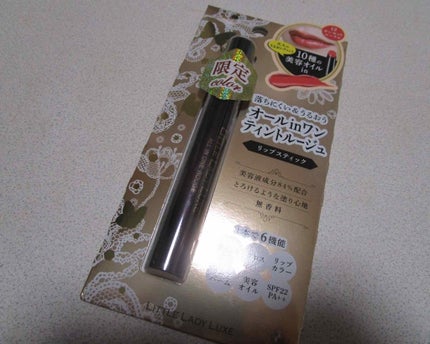 限定
color
10種の
美容オイル
in
落ちにくい&うるおう
オールinワン
ティントルージュ
リップスティック
美容液成分84%配合
とろけるような塗り心地
無香料
6機能
リップ
カラー
美容
オイル
SPF22
PA++
LITTLE LADY LUXE